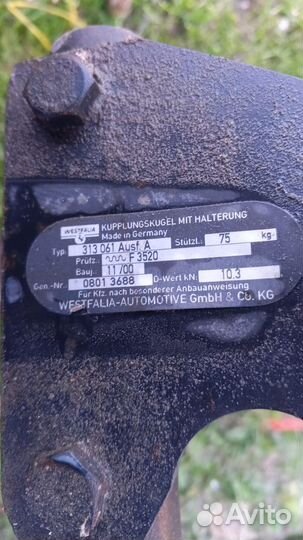 WESTFALIA
KUPPLUNGSKUGEL MIT HALTERUNG
Made in Germany
Typ: 313 061 Ausf. A Stützl.: 75 kg
Prüfz. F 3520
Bauj.: 11/00 D-Wert kN: 10.3
Gen.-Nr.: 0801 3688
Für Kfz. nach besonderer Anbauanweisung
WESTFALIA-AUTOMOTIVE GmbH & Co. KG
Avito